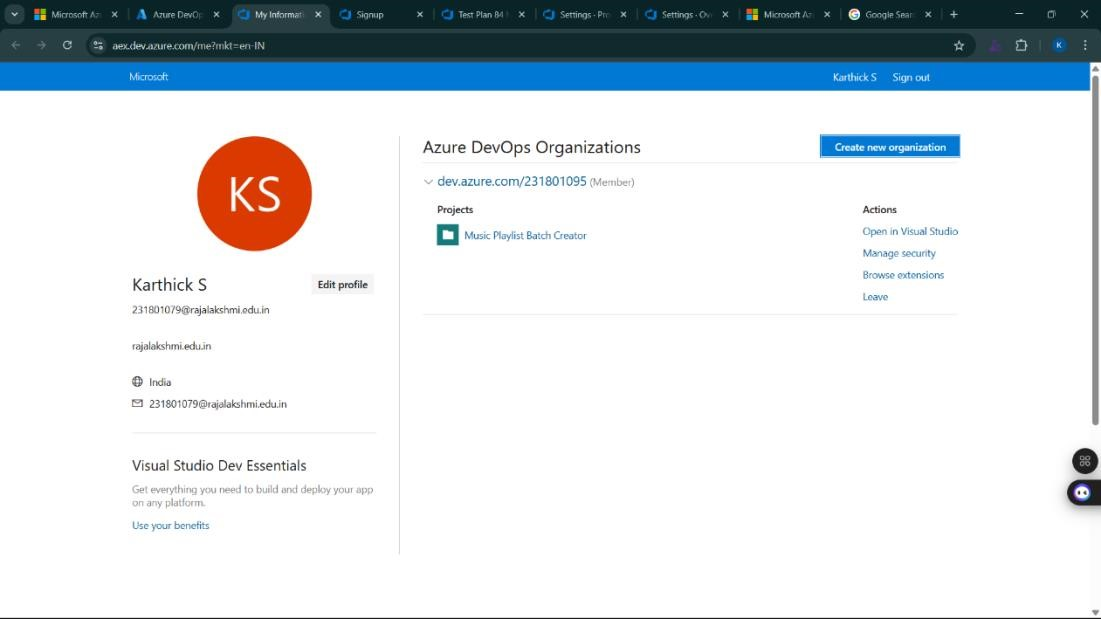 Microsoft Az
Azure DevOp
My Informati
Signup
Test Plan 84
Settings · Pro
Settings · Ov
Microsoft Az
Google Sear
aex.dev.azure.com/me?mkt=en-IN
K
Microsoft
Karthick S
Sign out
KS
Karthick S
Edit profile
231801079@rajalakshmi.edu.in
rajalakshmi.edu.in
India
231801079@rajalakshmi.edu.in
Visual Studio Dev Essentials
Get everything you need to build and deploy your app
on any platform.
Use your benefits
Azure DevOps Organizations
Create new organization
dev.azure.com/231801095 (Member)
Projects
Music Playlist Batch Creator
Actions
Open in Visual Studio
Manage security
Browse extensions
Leave